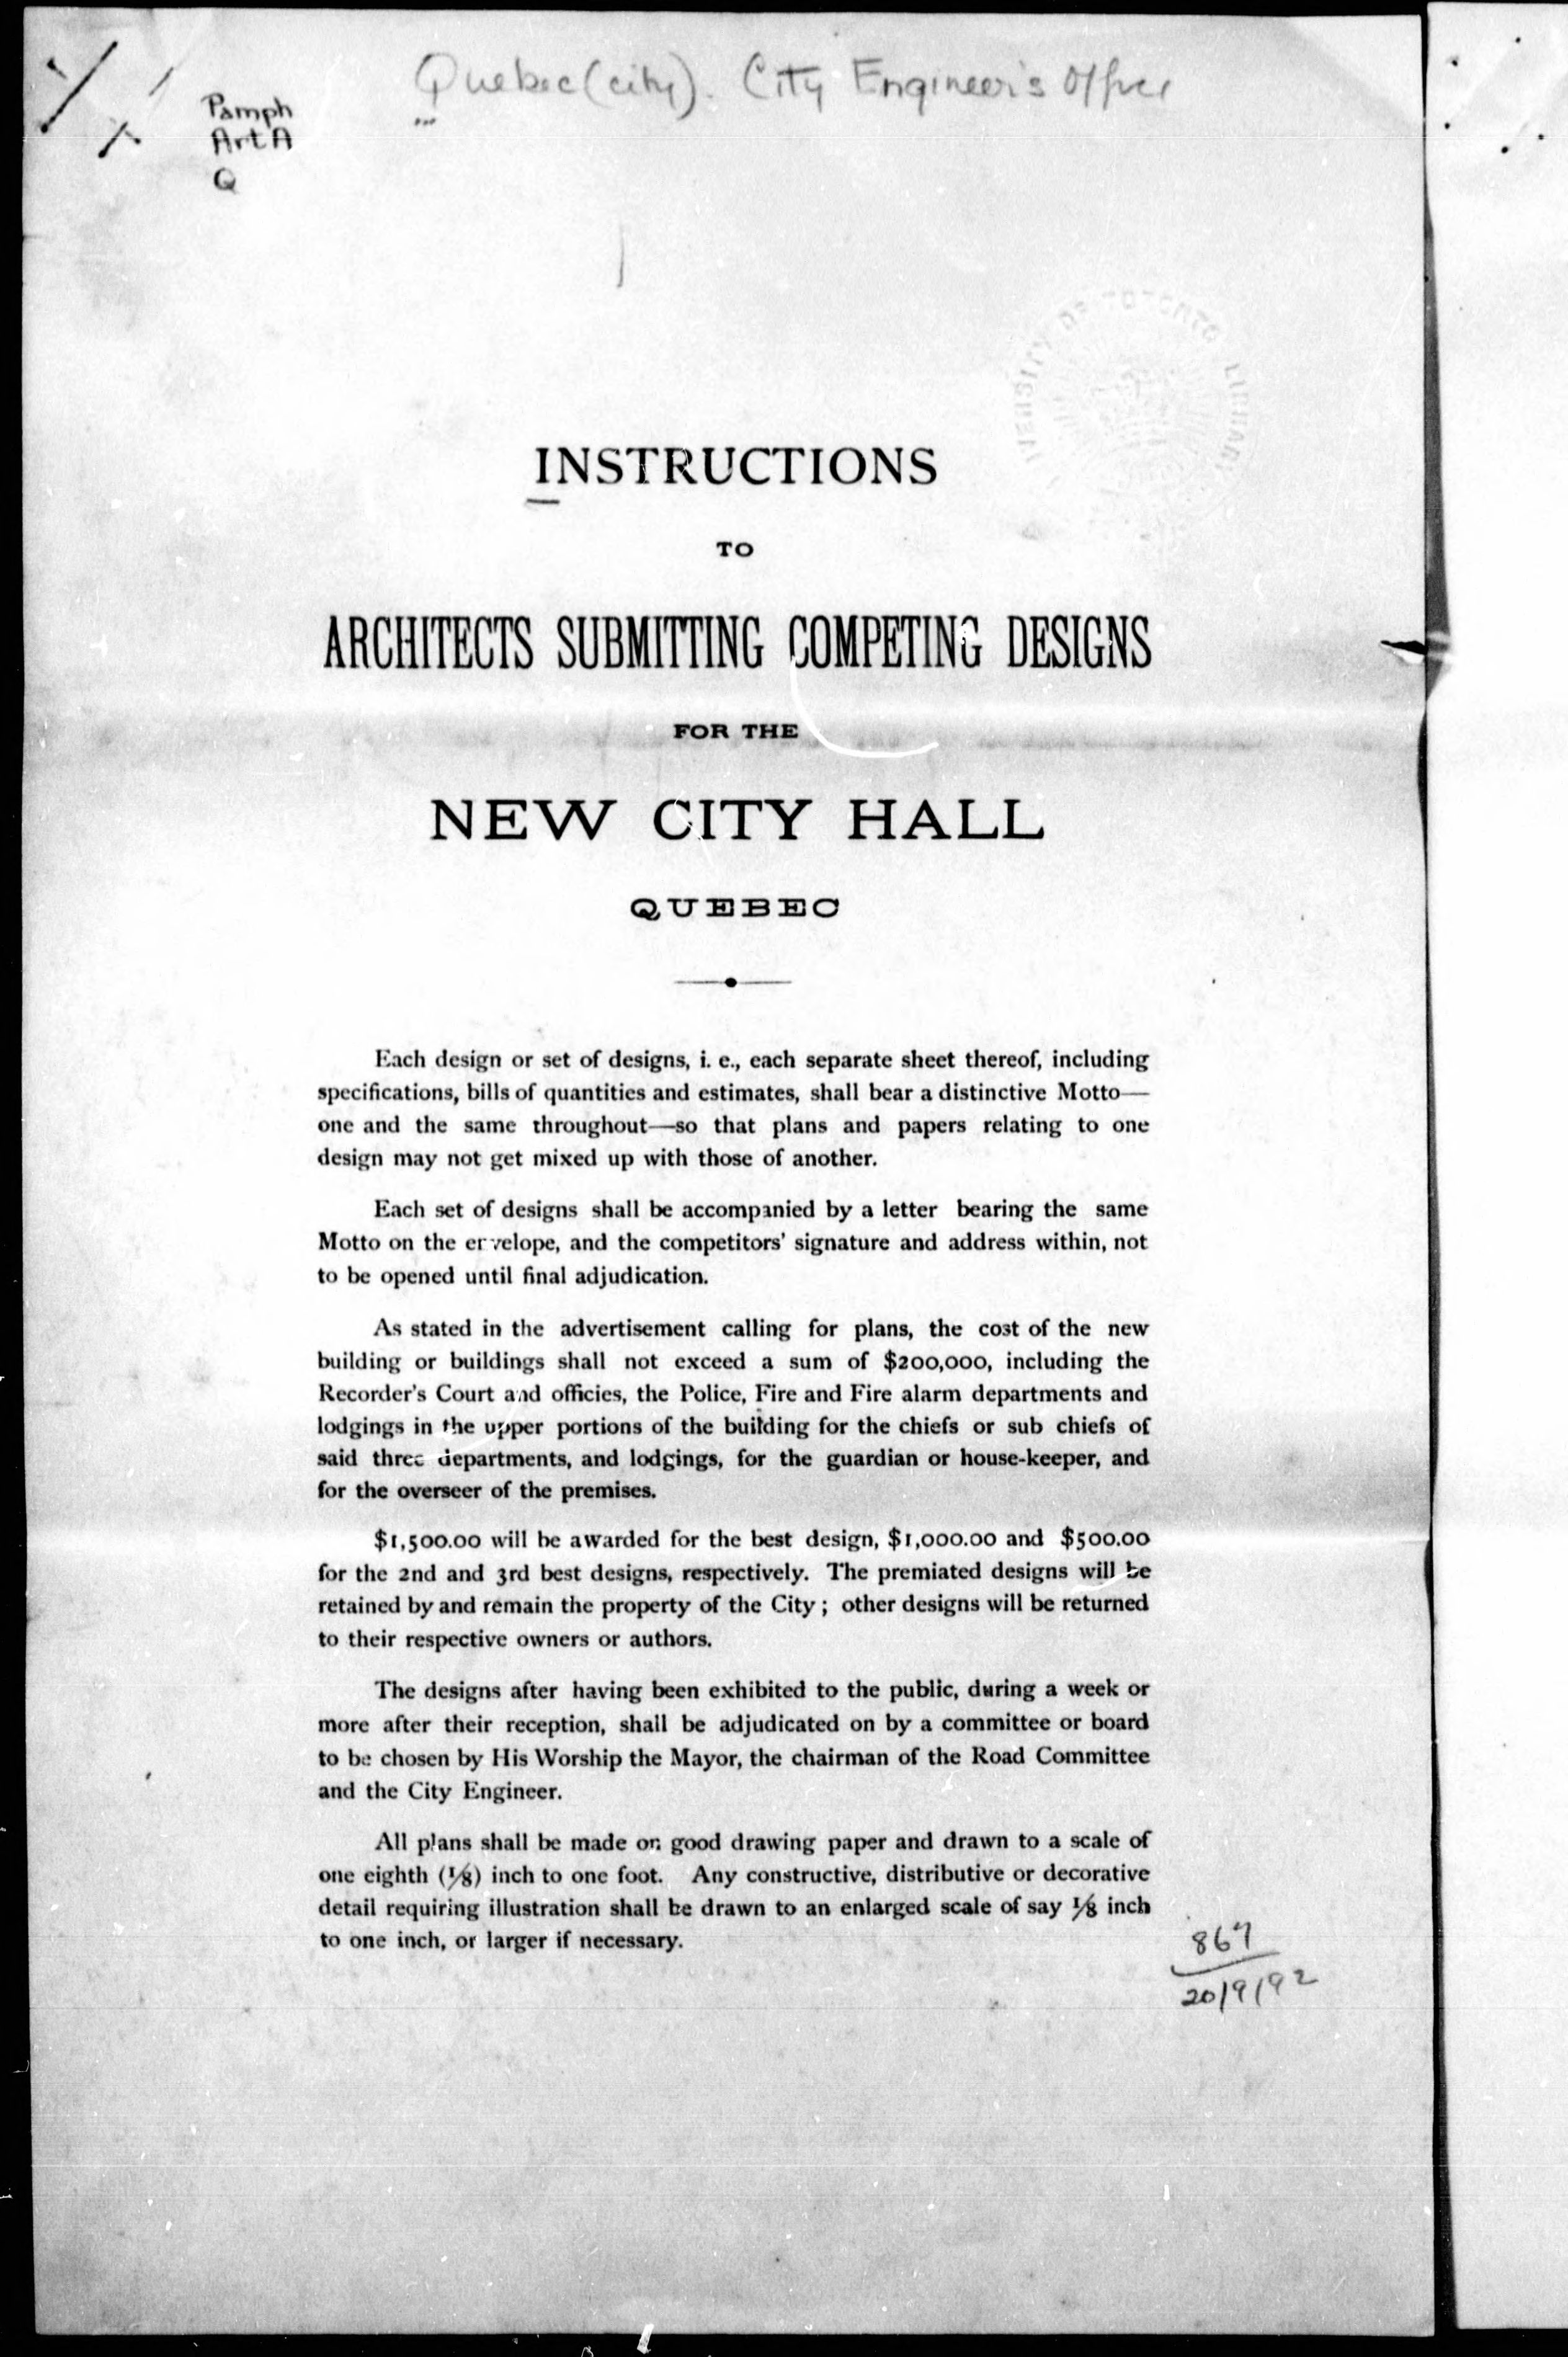 Quebec (city). City Engineer's Office
Pamph
Art A
Q
UNIVERSITY OF TORONTO LIBRARY
INSTRUCTIONS
TO
ARCHITECTS SUBMITTING COMPETING DESIGNS
FOR THE
NEW CITY HALL
QUEBEC
Each design or set of designs, i. e., each separate sheet thereof, including
specifications, bills of quantities and estimates, shall bear a distinctive Motto—
one and the same throughout—so that plans and papers relating to one
design may not get mixed up with those of another.
Each set of designs shall be accompanied by a letter bearing the same
Motto on the envelope, and the competitors' signature and address within, not
to be opened until final adjudication.
As stated in the advertisement calling for plans, the cost of the new
building or buildings shall not exceed a sum of $200,000, including the
Recorder's Court and officies, the Police, Fire and Fire alarm departments and
lodgings in the upper portions of the building for the chiefs or sub chiefs of
said three departments, and lodgings, for the guardian or house-keeper, and
for the overseer of the premises.
$1,500.00 will be awarded for the best design, $1,000.00 and $500.00
for the 2nd and 3rd best designs, respectively. The premiated designs will be
retained by and remain the property of the City; other designs will be returned
to their respective owners or authors.
The designs after having been exhibited to the public, during a week or
more after their reception, shall be adjudicated on by a committee or board
to be chosen by His Worship the Mayor, the chairman of the Road Committee
and the City Engineer.
All plans shall be made on good drawing paper and drawn to a scale of
one eighth (⅛) inch to one foot. Any constructive, distributive or decorative
detail requiring illustration shall be drawn to an enlarged scale of say ⅛ inch
to one inch, or larger if necessary.
867
20/9/92